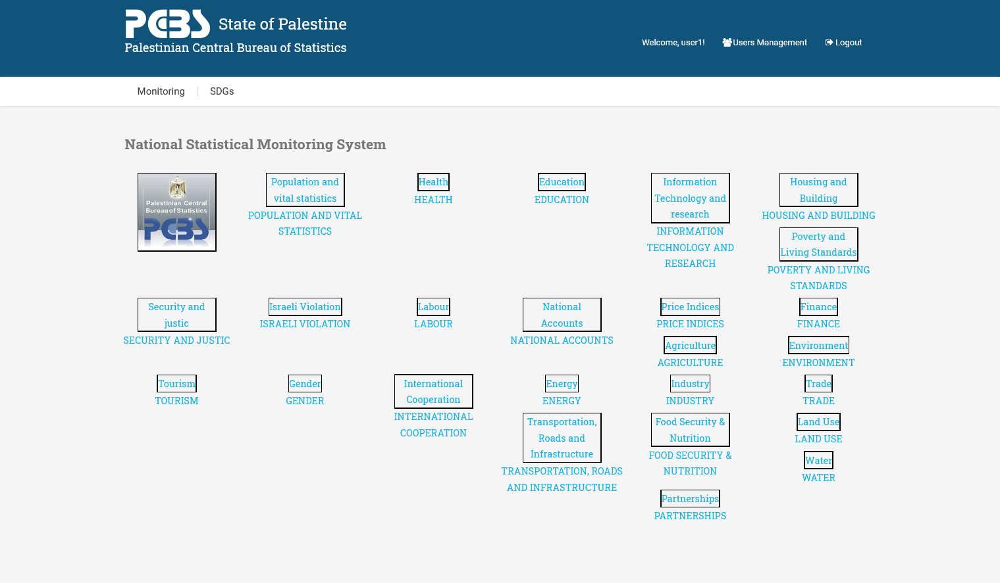 PCBS State of Palestine
Palestinian Central Bureau of Statistics
Welcome, user1!
Users Management
Logout
Monitoring
SDGs
National Statistical Monitoring System
Palestinian Central
Bureau of Statistics
PCBS
Population and
vital statistics
POPULATION AND VITAL
STATISTICS
Health
HEALTH
Education
EDUCATION
Information
Technology and
research
INFORMATION
TECHNOLOGY AND
RESEARCH
Housing and
Building
HOUSING AND BUILDING
Poverty and
Living Standards
POVERTY AND LIVING
STANDARDS
Security and
justic
SECURITY AND JUSTIC
Israeli Violation
ISRAELI VIOLATION
Labour
LABOUR
National
Accounts
NATIONAL ACCOUNTS
Price Indices
PRICE INDICES
Finance
FINANCE
Agriculture
AGRICULTURE
Environment
ENVIRONMENT
Tourism
TOURISM
Gender
GENDER
International
Cooperation
INTERNATIONAL
COOPERATION
Energy
ENERGY
Industry
INDUSTRY
Trade
TRADE
Transportation,
Roads and
Infrastructure
TRANSPORTATION, ROADS
AND INFRASTRUCTURE
Food Security &
Nutrition
FOOD SECURITY &
NUTRITION
Land Use
LAND USE
Water
WATER
Partnerships
PARTNERSHIPS